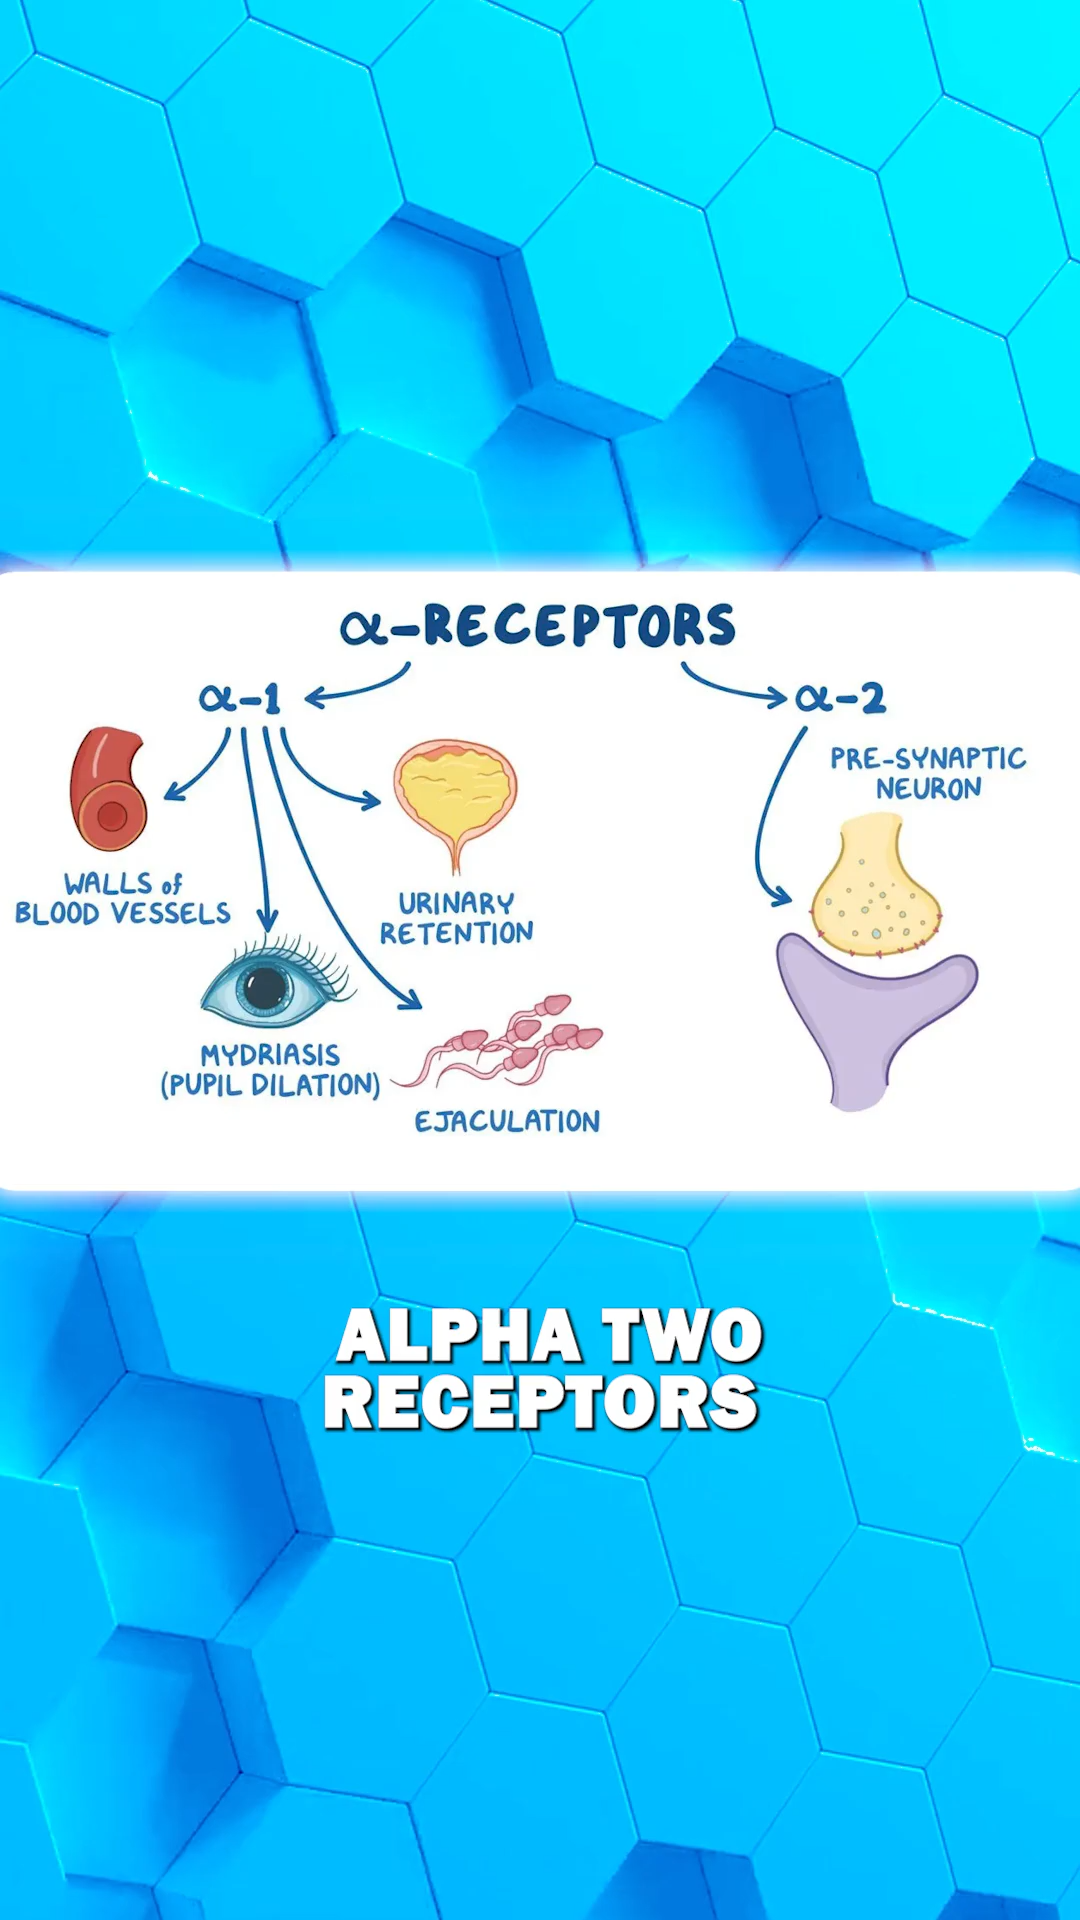 α-RECEPTORS
α-1
α-2
PRE-SYNAPTIC
NEURON
WALLS of
BLOOD VESSELS
URINARY
RETENTION
MYDRIASIS
(PUPIL DILATION)
EJACULATION
ALPHA TWO
RECEPTORS